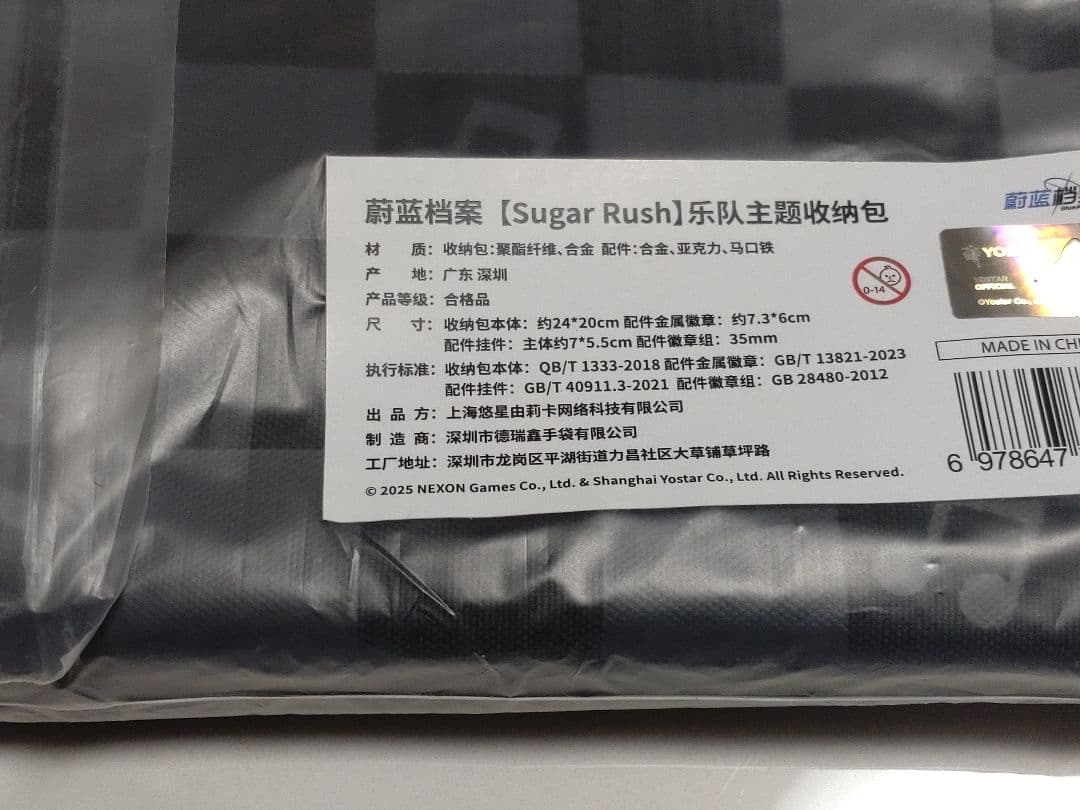 蔚蓝档案【Sugar Rush】乐队主题收纳包
材 质：收纳包：聚酯纤维、合金 配件：合金、亚克力、马口铁
产 地：广东 深圳
产品等级：合格品
尺 寸：收纳包本体：约24*20cm 配件金属徽章：约7.3*6cm
配件挂件：主体约7*5.5cm 配件徽章组：35mm
执行标准：收纳包本体：QB/T 1333-2018 配件金属徽章：GB/T 13821-2023
配件挂件：GB/T 40911.3-2021 配件徽章组：GB 28480-2012
出 品 方：上海悠星由莉卡网络科技有限公司
制 造 商：深圳市德瑞鑫手袋有限公司
工厂地址：深圳市龙岗区平湖街道力昌社区大草铺草坪路
© 2025 NEXON Games Co., Ltd. & Shanghai Yostar Co., Ltd. All Rights Reserved.
0-14
蔚蓝档
YOSTAR
OFFICIAL
©Yostar Co.,
MADE IN CHI
6 978647